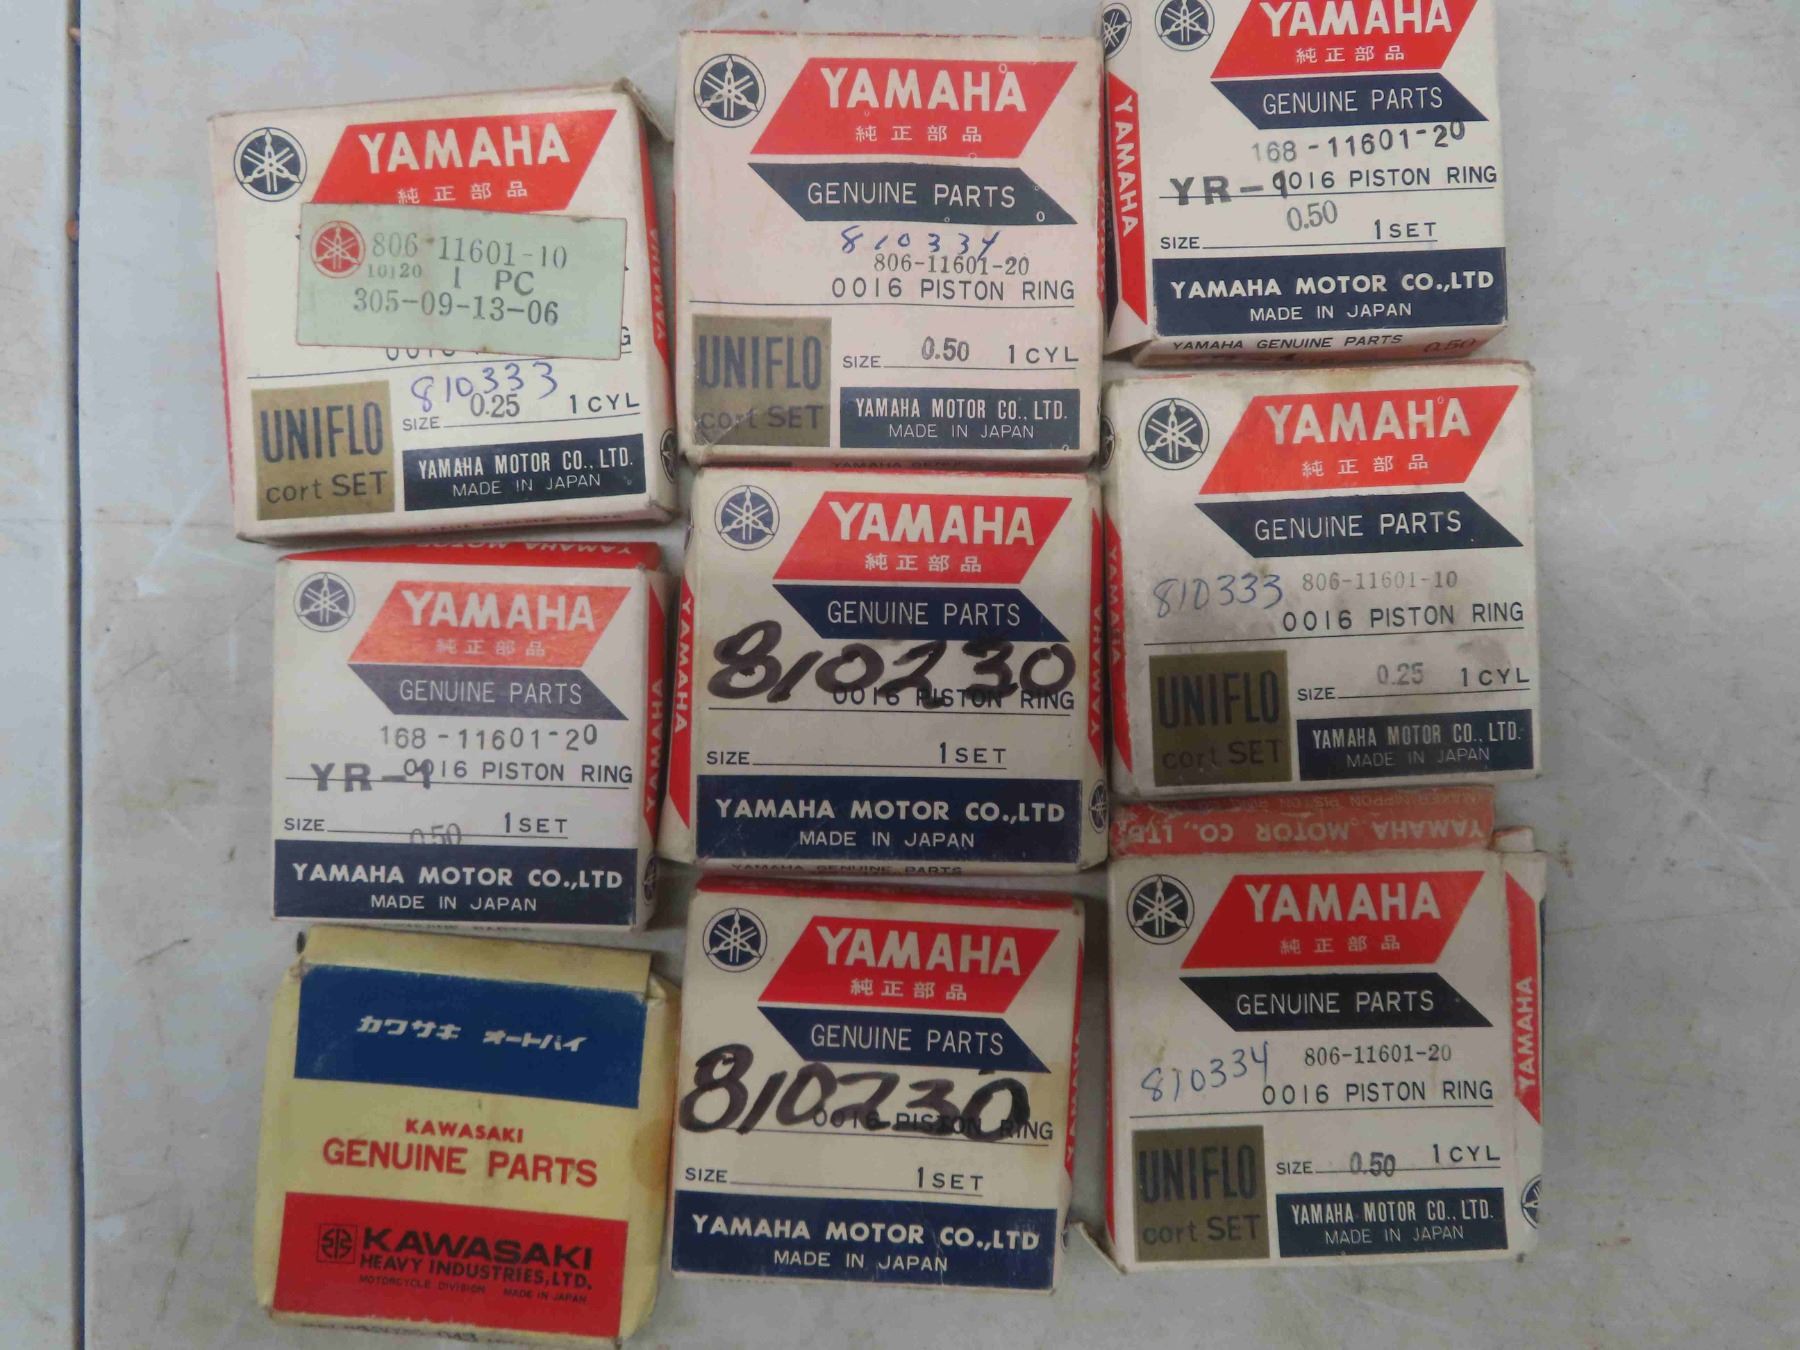 YAMAHA
純正部品
806 11601-10
10120 1 PC
305-09-13-06
810333
SIZE 0.25 1 CYL
UNIFLO
cort SET
YAMAHA MOTOR CO., LTD.
MADE IN JAPAN
YAMAHA
純正部品
GENUINE PARTS
810334
806-11601-20
0016 PISTON RING
SIZE 0.50 1 CYL
UNIFLO
cort SET
YAMAHA MOTOR CO., LTD.
MADE IN JAPAN
YAMAHA
YAMAHA
純正部品
GENUINE PARTS
168-11601-20
YR-1 0016 PISTON RING
0.50
SIZE 1 SET
YAMAHA MOTOR CO.,LTD
MADE IN JAPAN
YAMAHA GENUINE PARTS
0.50
YAMAHA
純正部品
GENUINE PARTS
168-11601-20
YR-1 0016 PISTON RING
SIZE 0.50 1 SET
YAMAHA MOTOR CO.,LTD
MADE IN JAPAN
YAMAHA
YAMAHA
YAMAHA
純正部品
GENUINE PARTS
810230
0016 PISTON RING
SIZE 1 SET
YAMAHA MOTOR CO.,LTD
MADE IN JAPAN
YAMAHA GENUINE PARTS
YAMAHA
YAMAHA
純正部品
GENUINE PARTS
810333 806-11601-10
0016 PISTON RING
SIZE 0.25 1 CYL
UNIFLO
cort SET
YAMAHA MOTOR CO., LTD.
MADE IN JAPAN
カワサキ オートバイ
KAWASAKI
GENUINE PARTS
KAWASAKI
HEAVY INDUSTRIES, LTD.
MOTORCYCLE DIVISION MADE IN JAPAN
YAMAHA
純正部品
GENUINE PARTS
810230
0016 PISTON RING
SIZE 1 SET
YAMAHA MOTOR CO.,LTD
MADE IN JAPAN
YAMAHA MOTOR CO., LTD
YAMAHA
純正部品
GENUINE PARTS
810334 806-11601-20
0016 PISTON RING
SIZE 0.50 1 CYL
UNIFLO
cort SET
YAMAHA MOTOR CO., LTD.
MADE IN JAPAN
YAMAHA